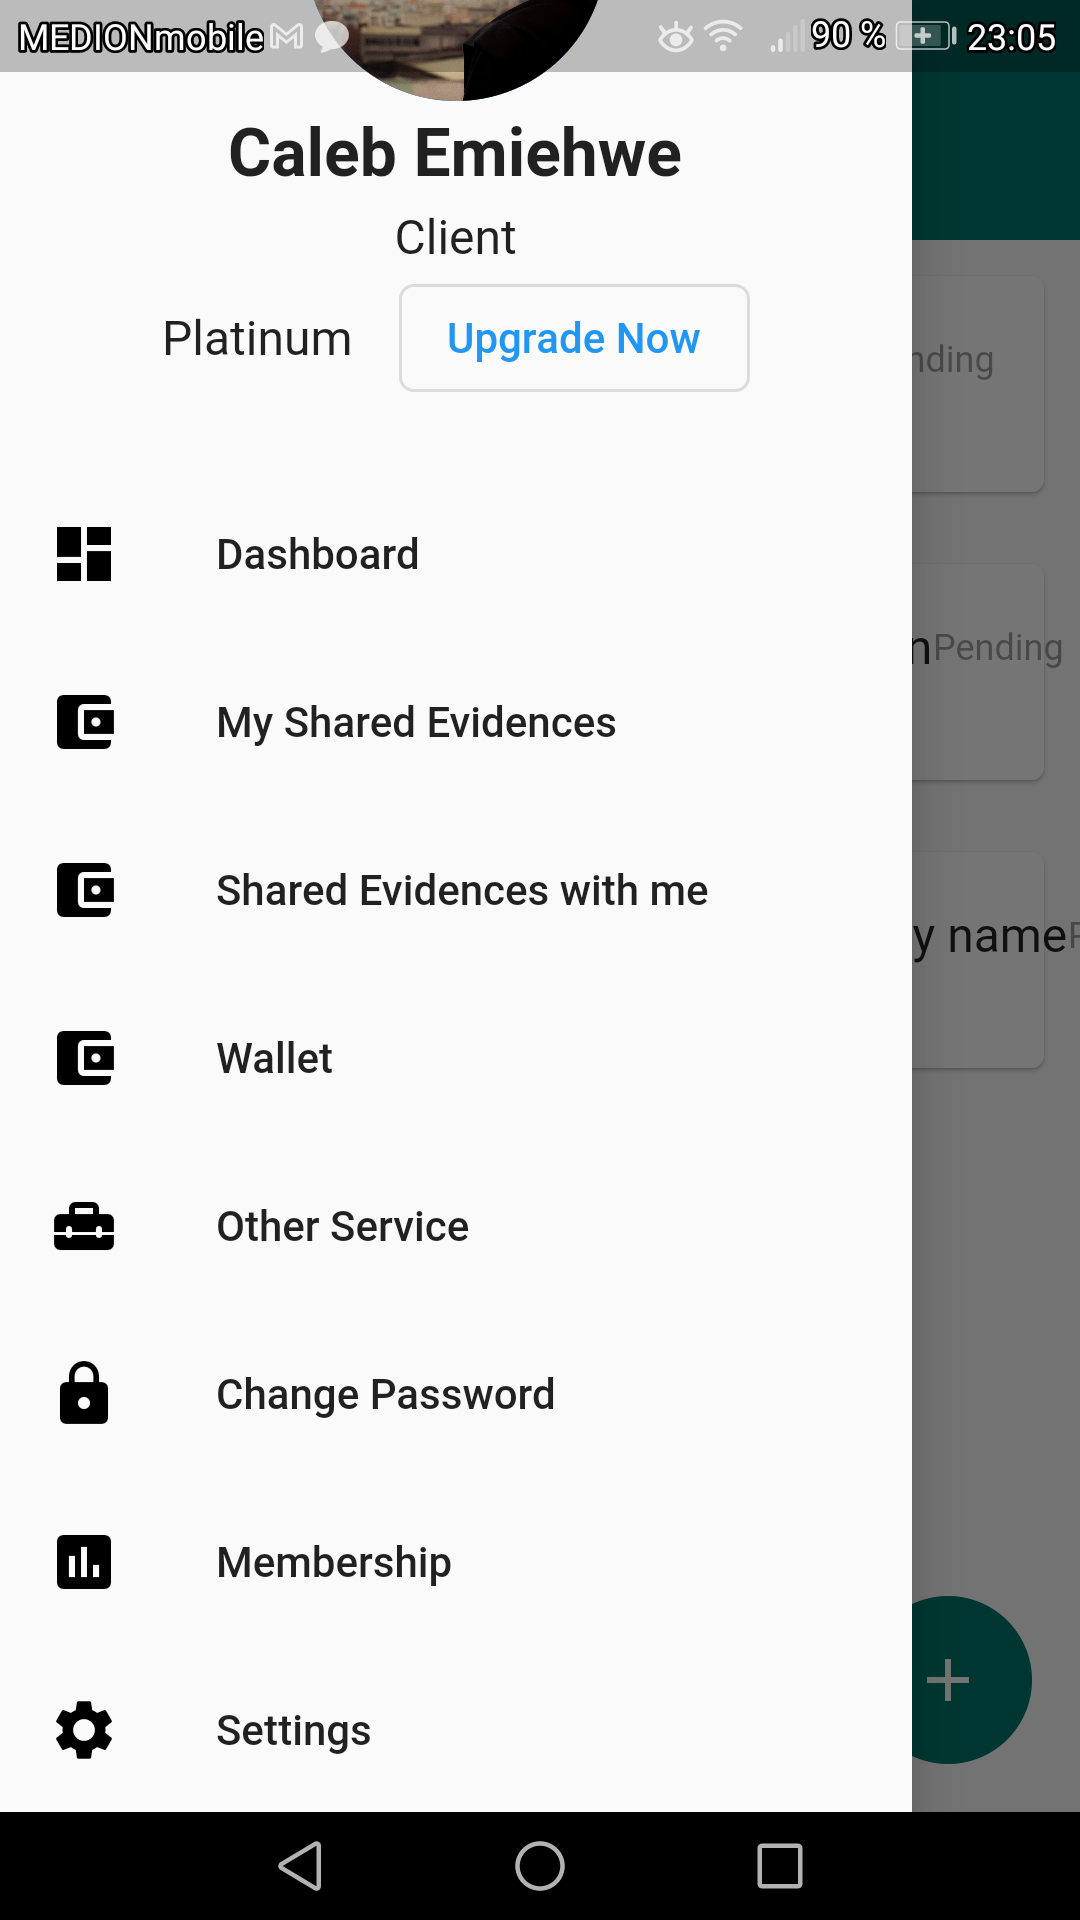 MEDIONmobile 90 % 23:05
Caleb Emiehwe
Client
Platinum Upgrade Now
nding
Dashboard
nPending
My Shared Evidences
Shared Evidences with me
y name
Wallet
Other Service
Change Password
Membership
Settings